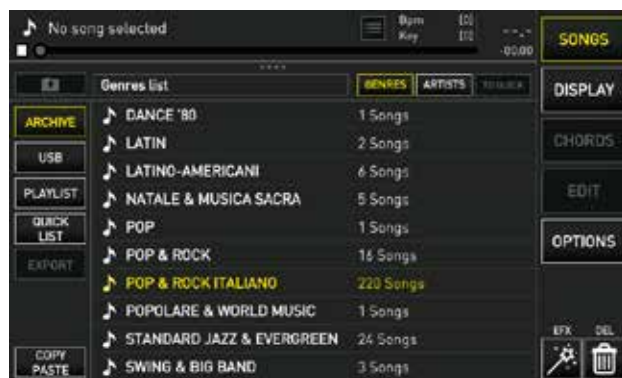 No song selected
Bpm [0]
Key [0]
--.-
-00:00
SONGS
Genres list
GENRES
ARTISTS
DISPLAY
ARCHIVE
DANCE '80 1 Songs
LATIN 2 Songs
CHORDS
USB
LATINO-AMERICANI 6 Songs
PLAYLIST
NATALE & MUSICA SACRA 5 Songs
EDIT
QUICK
LIST
POP 1 Songs
OPTIONS
EXPORT
POP & ROCK 16 Songs
POP & ROCK ITALIANO 220 Songs
POPOLARE & WORLD MUSIC 1 Songs
EFX DEL
STANDARD JAZZ & EVERGREEN 24 Songs
COPY
PASTE
SWING & BIG BAND 3 Songs